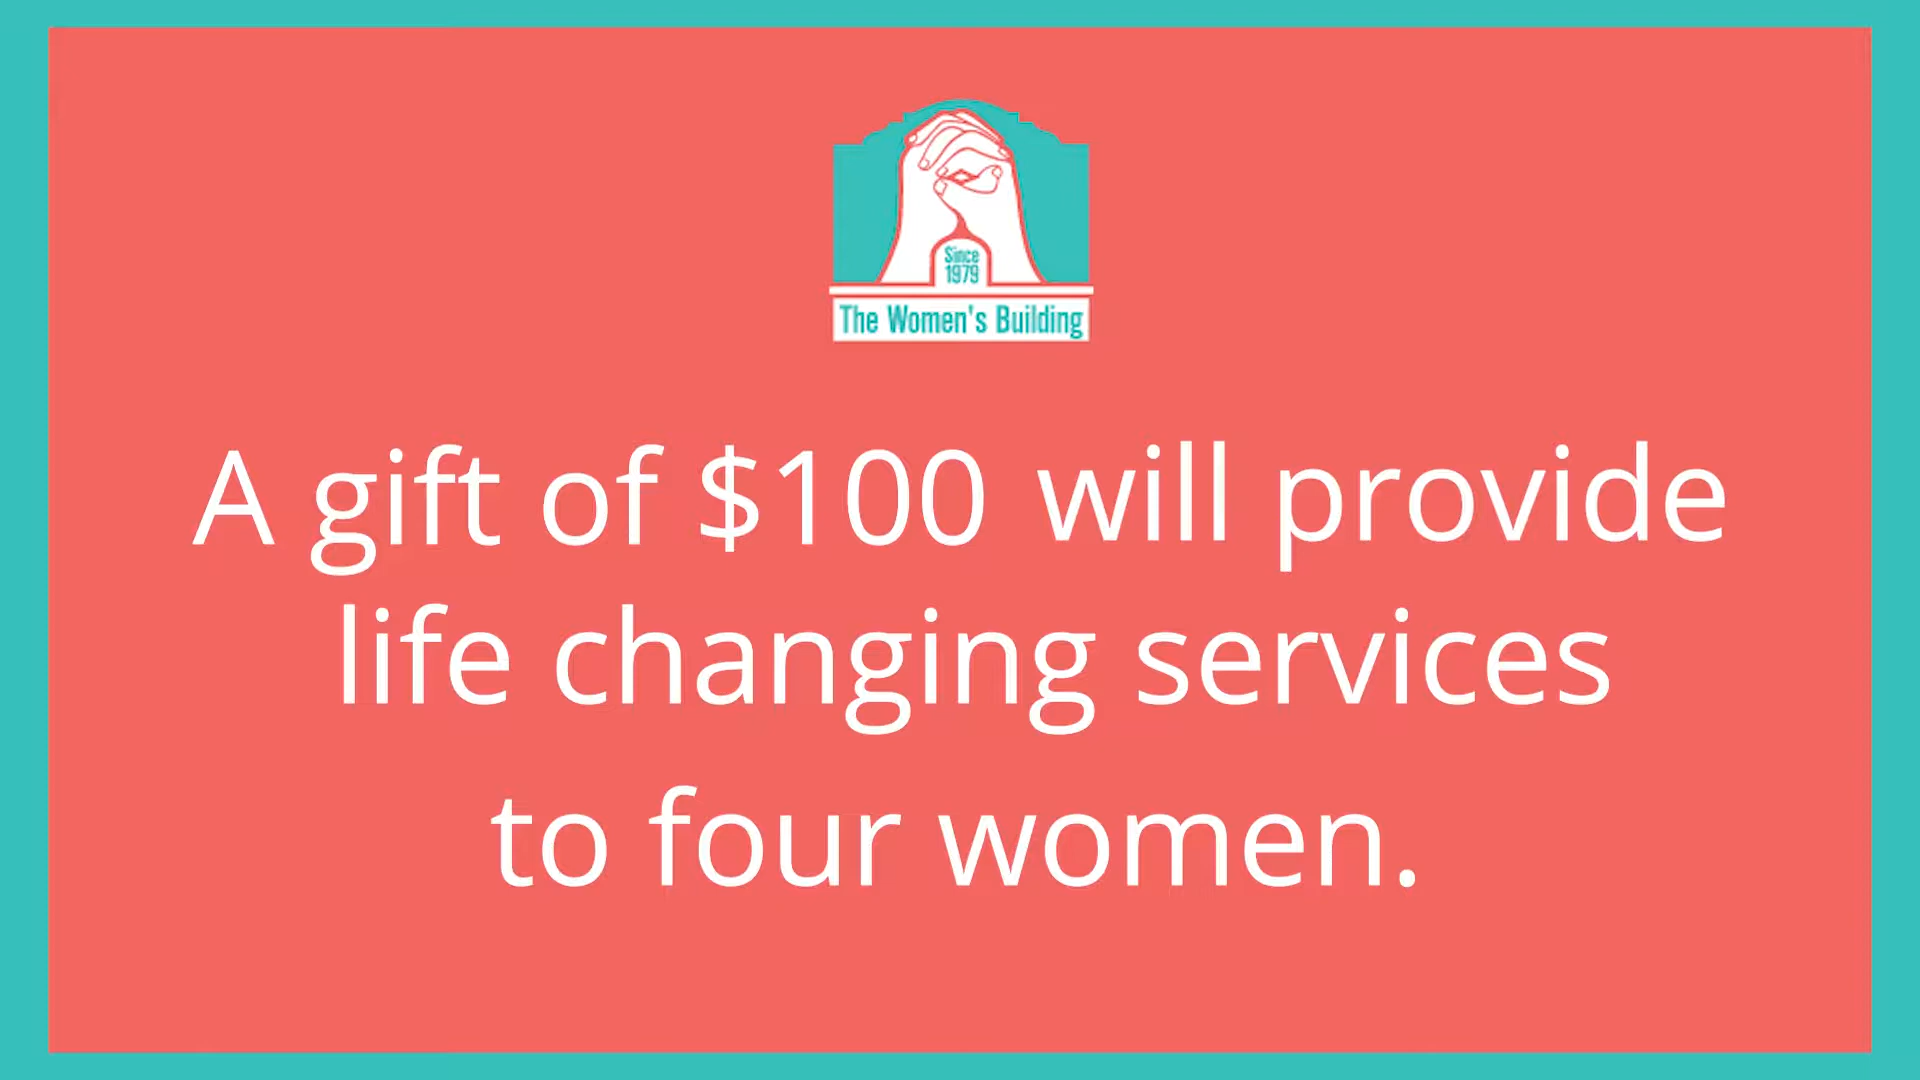 Since
1979
The Women's Building
A gift of $100 will provide
life changing services
to four women.